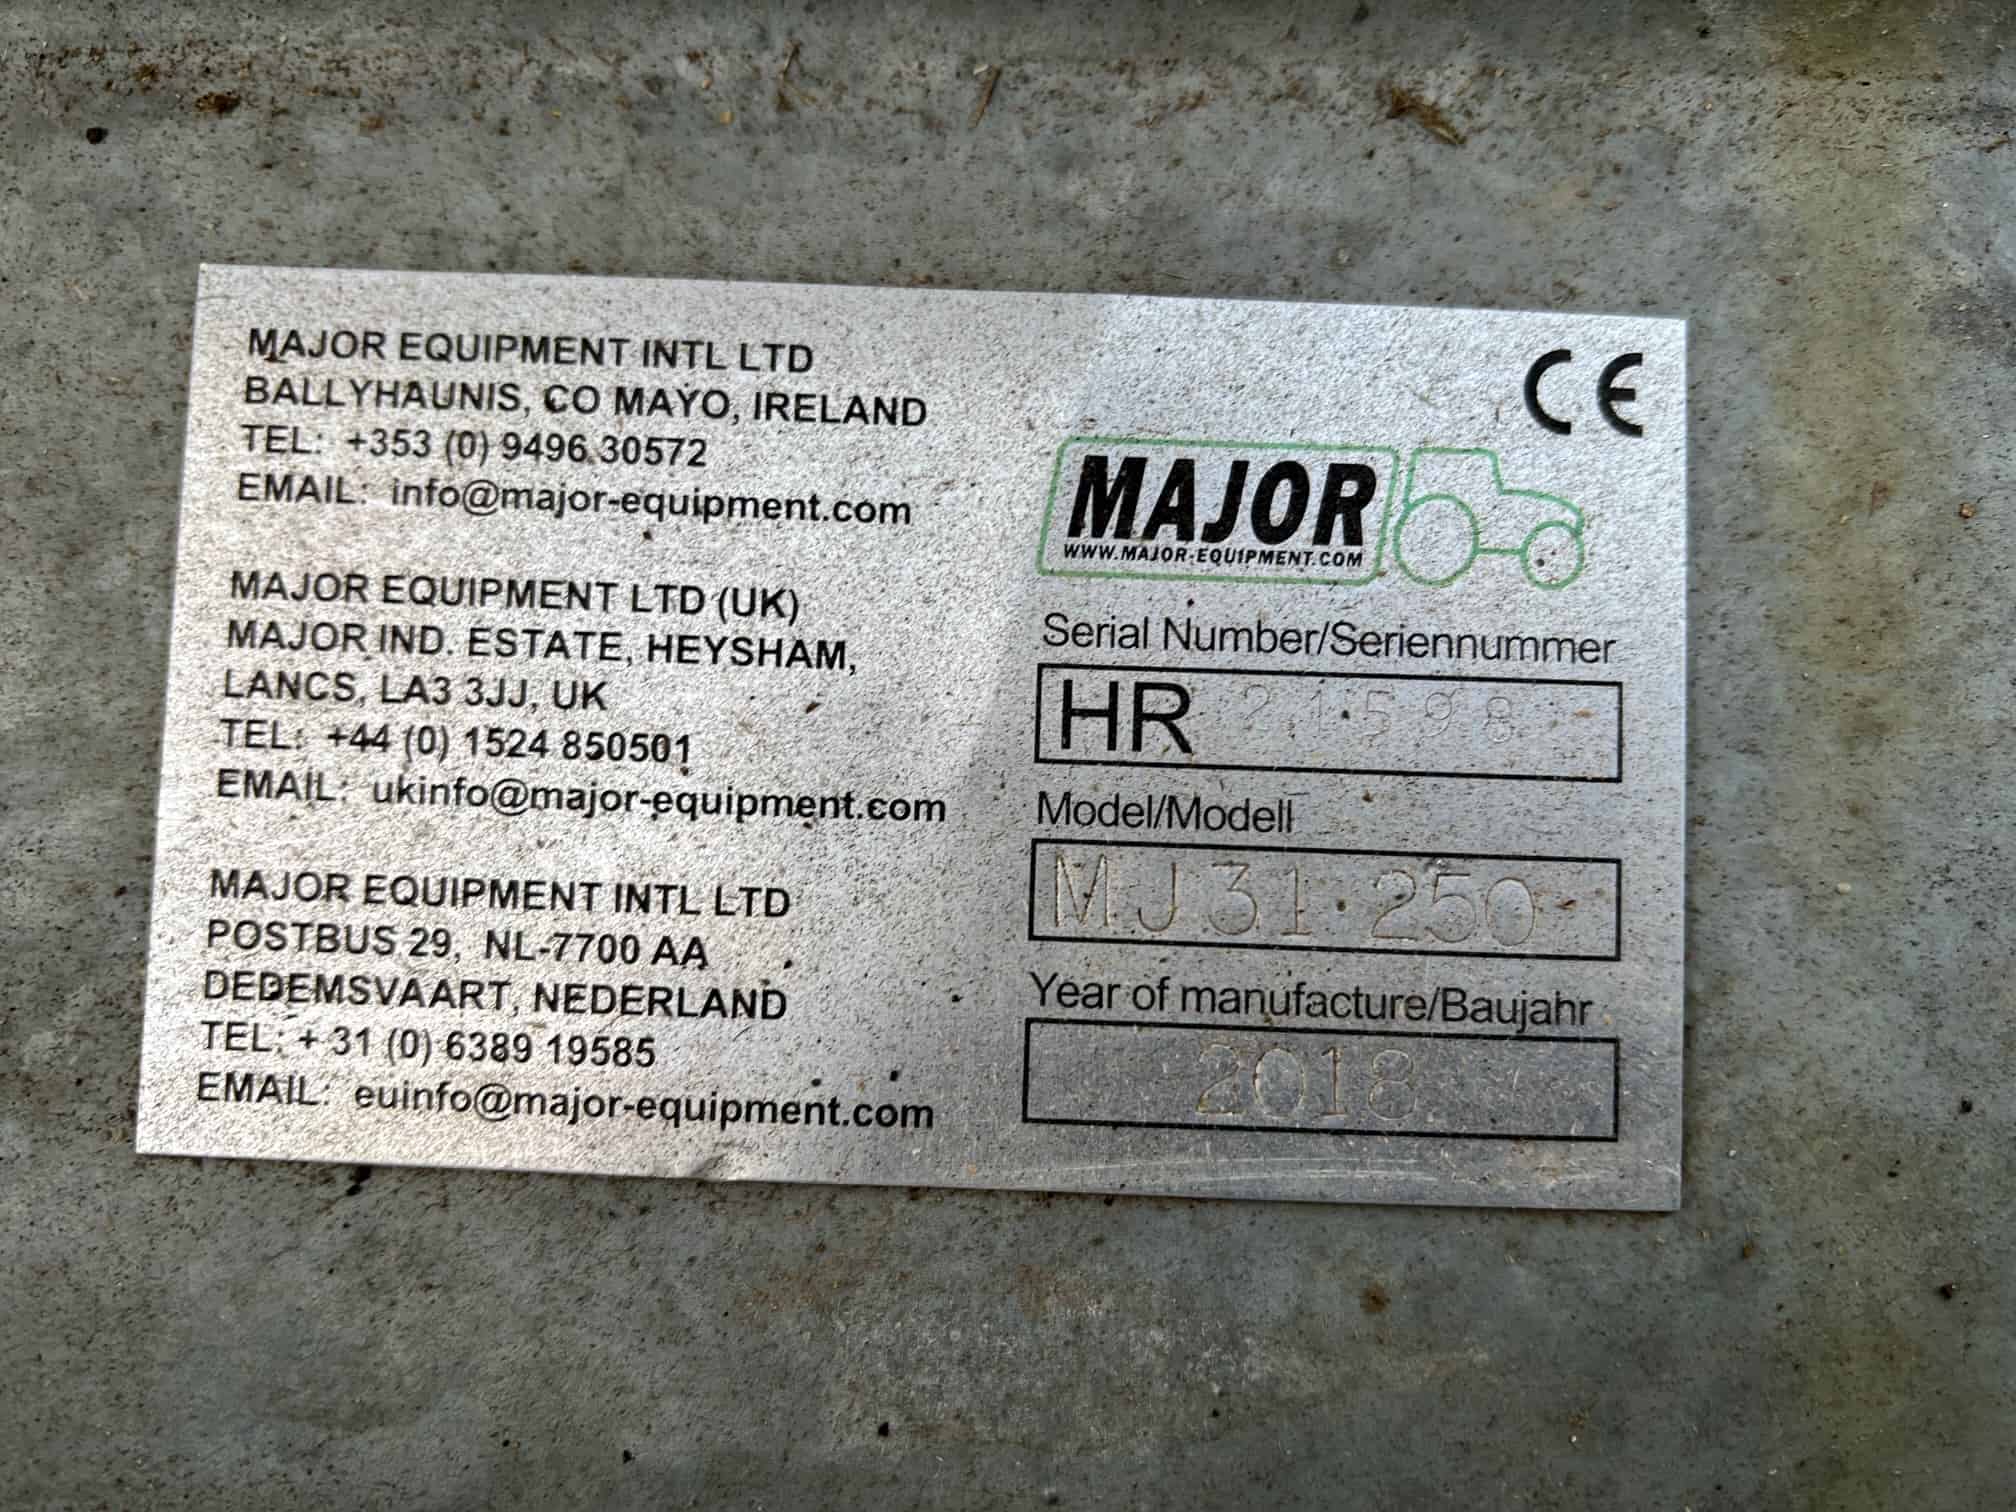 MAJOR EQUIPMENT INTL LTD
BALLYHAUNIS, CO MAYO, IRELAND
TEL: +353 (0) 9496 30572
EMAIL: info@major-equipment.com
MAJOR EQUIPMENT LTD (UK)
MAJOR IND. ESTATE, HEYSHAM,
LANCS, LA3 3JJ, UK
TEL: +44 (0) 1524 850501
EMAIL: ukinfo@major-equipment.com
MAJOR EQUIPMENT INTL LTD
POSTBUS 29, NL-7700 AA
DEDEMSVAART, NEDERLAND
TEL: + 31 (0) 6389 19585
EMAIL: euinfo@major-equipment.com
CE
MAJOR
WWW.MAJOR-EQUIPMENT.COM
Serial Number/Seriennummer
HR 21598
Model/Modell
MJ31-250
Year of manufacture/Baujahr
2018